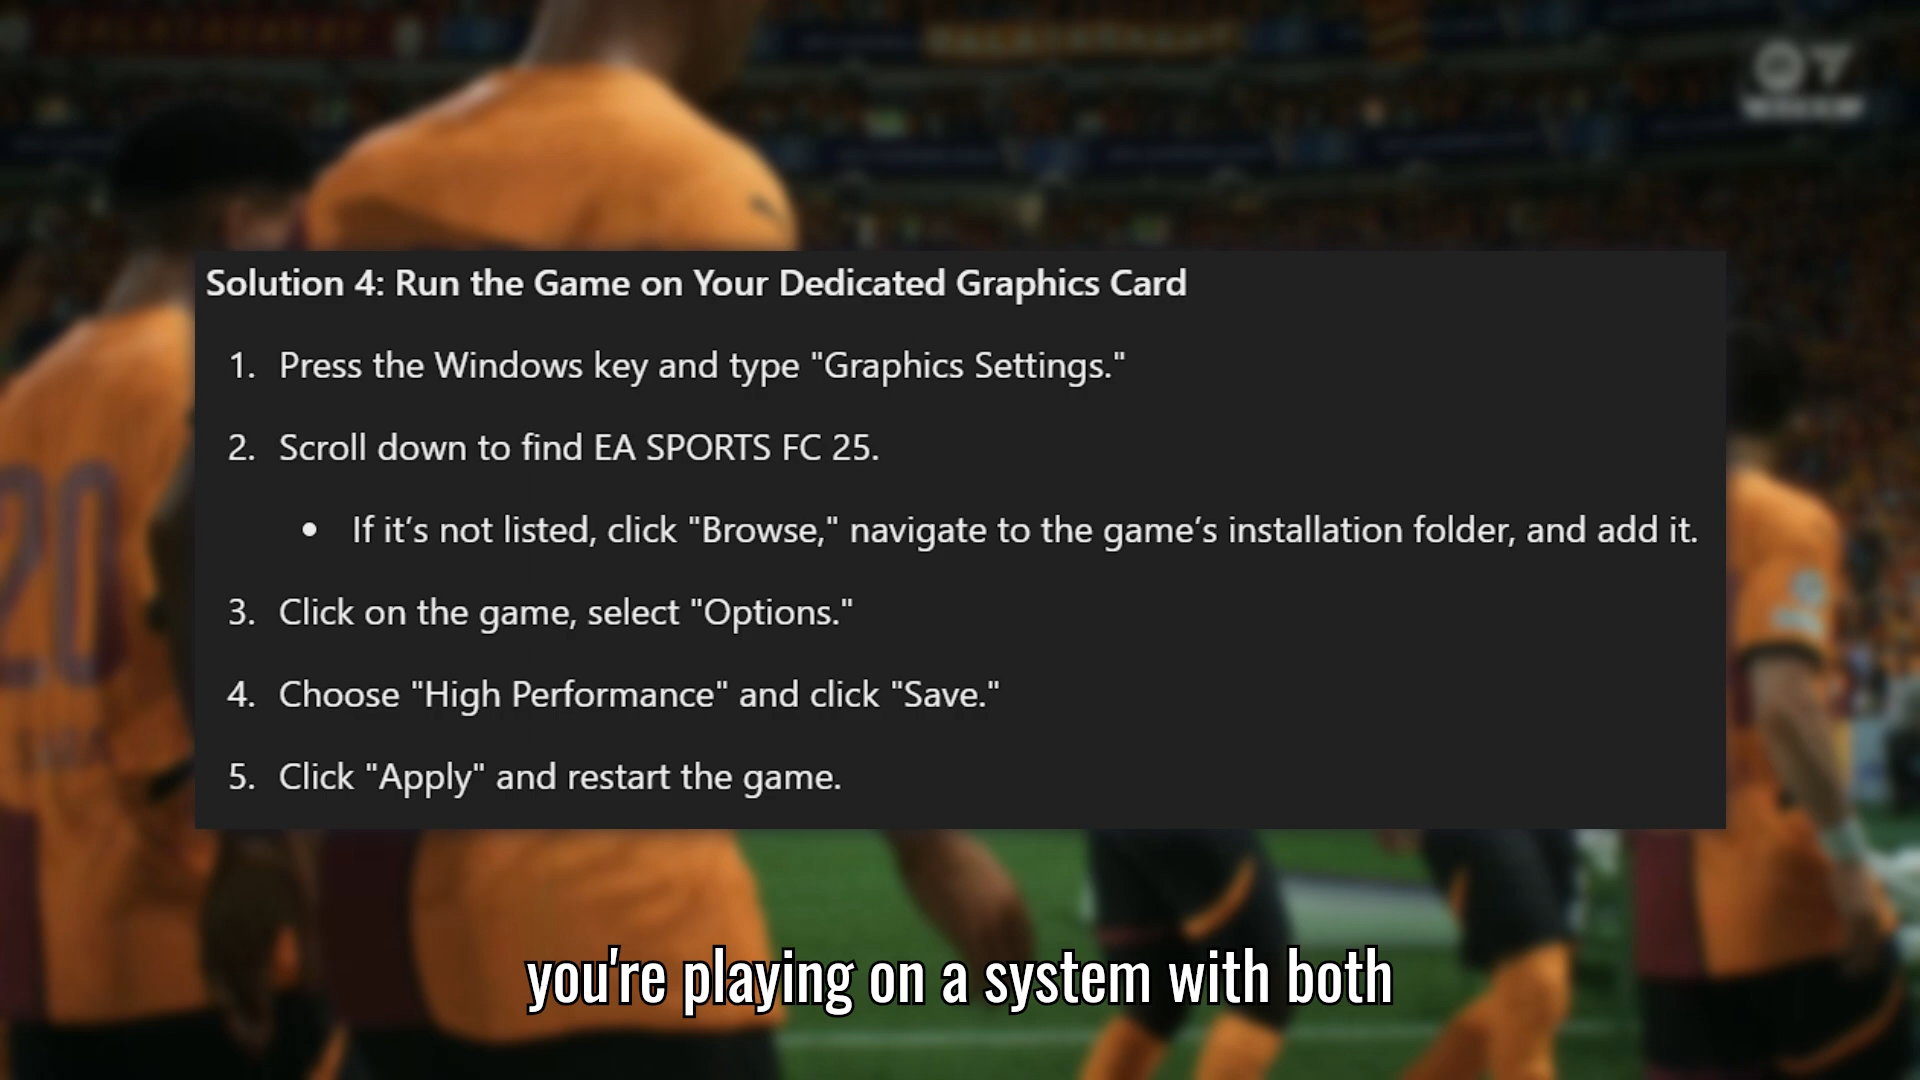 Solution 4: Run the Game on Your Dedicated Graphics Card
1. Press the Windows key and type "Graphics Settings."
2. Scroll down to find EA SPORTS FC 25.
• If it’s not listed, click "Browse," navigate to the game’s installation folder, and add it.
20
3. Click on the game, select "Options."
4. Choose "High Performance" and click "Save."
5. Click "Apply" and restart the game.
you're playing on a system with both